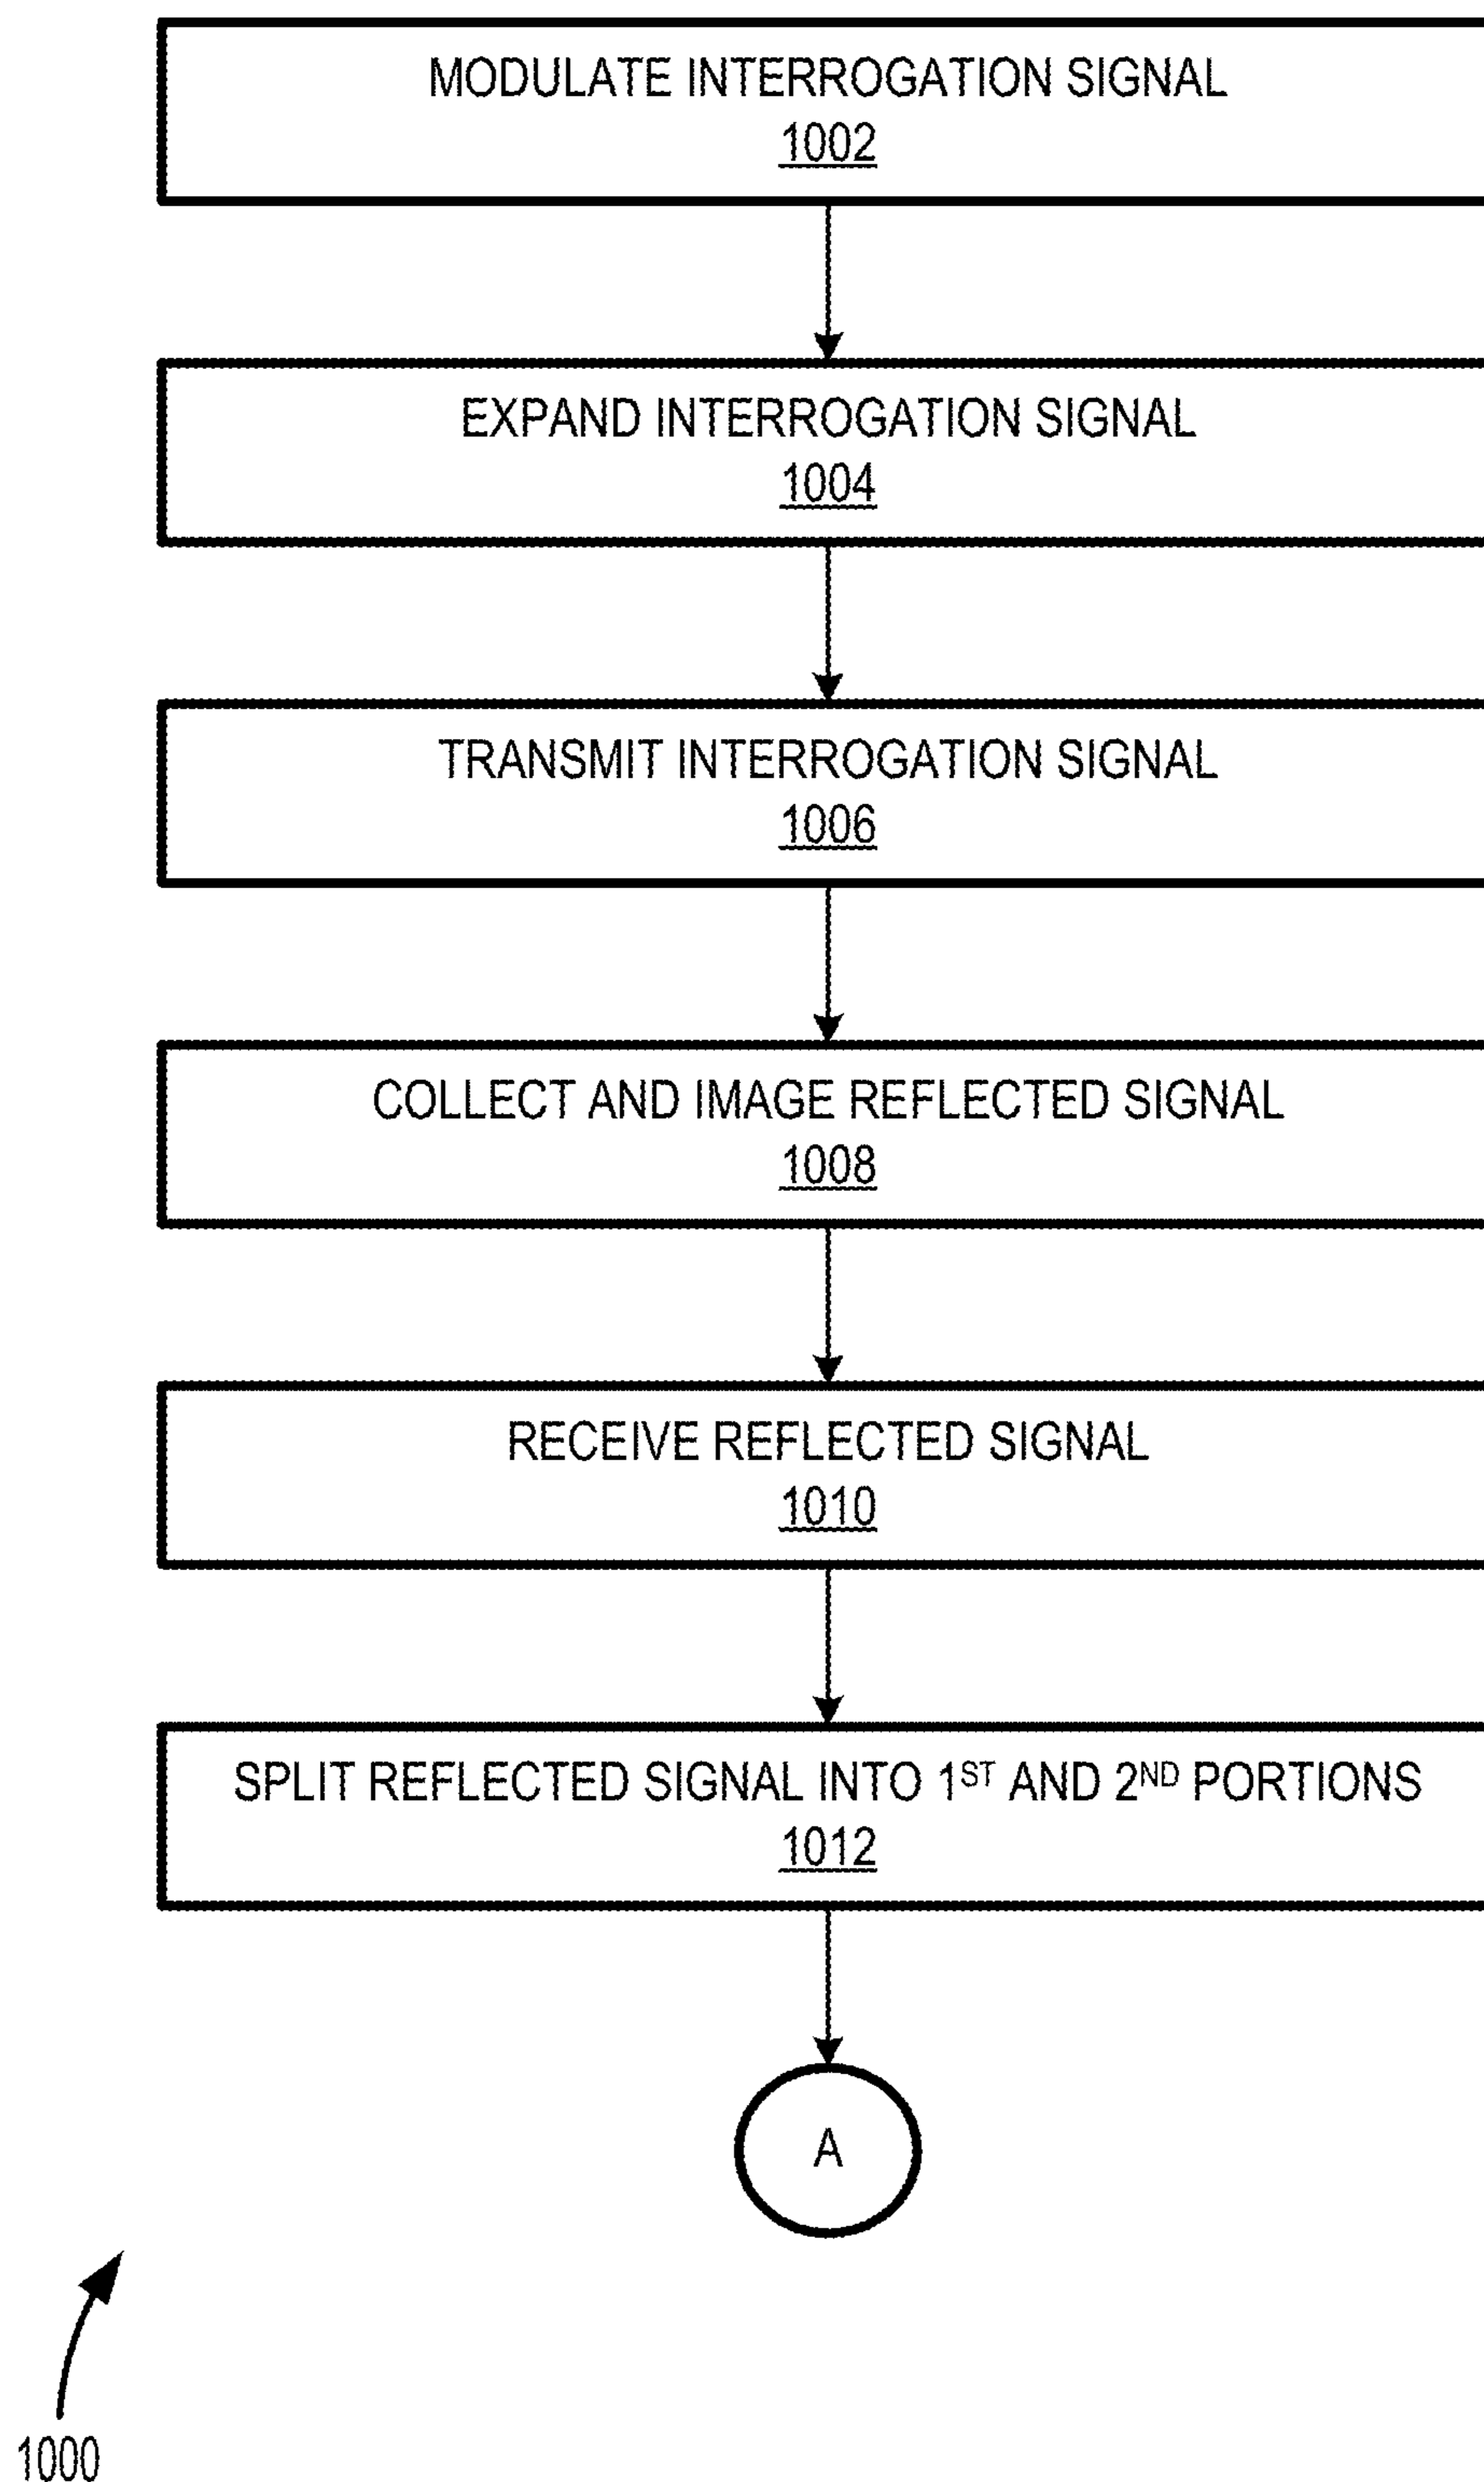 MODULATE INTERROGATION SIGNAL
1002
EXPAND INTERROGATION SIGNAL
1004
TRANSMIT INTERROGATION SIGNAL
1006
COLLECT AND IMAGE REFLECTED SIGNAL
1008
RECEIVE REFLECTED SIGNAL
1010
SPLIT REFLECTED SIGNAL INTO 1ST AND 2ND PORTIONS
1012
A
1000